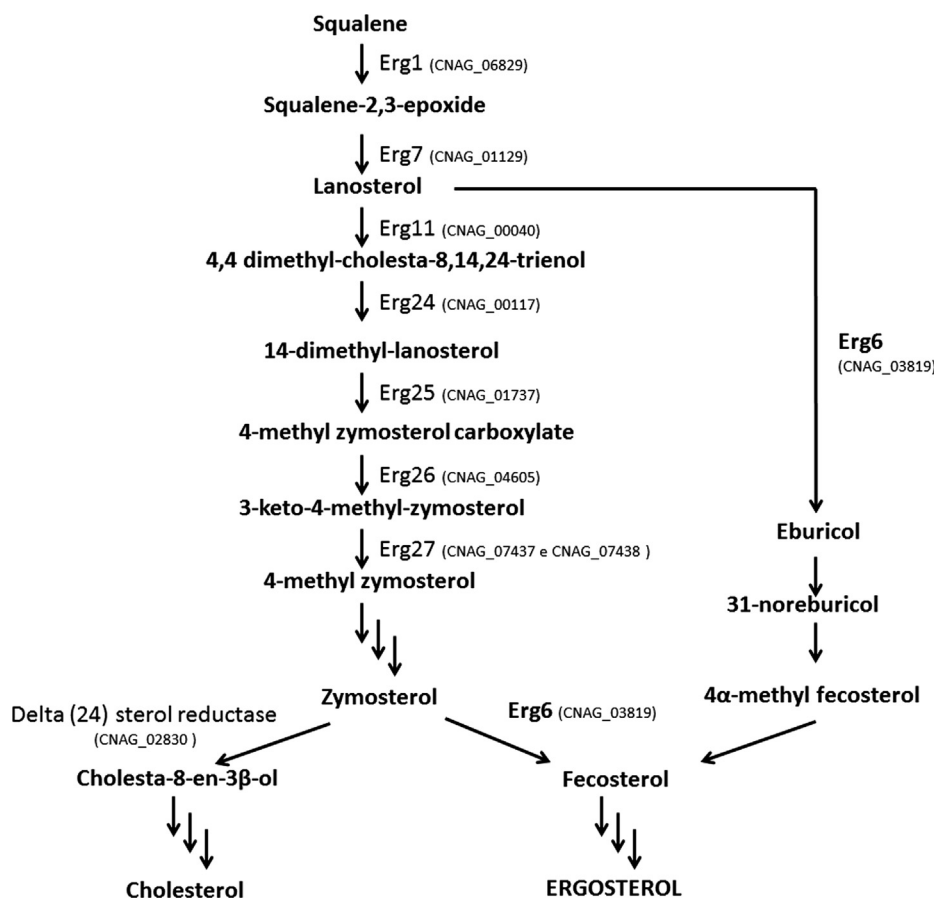 Squalene
Erg1 (CNAG_06829)
Squalene-2,3-epoxide
Erg7 (CNAG_01129)
Lanosterol
Erg11 (CNAG_00040)
4,4 dimethyl-cholesta-8,14,24-trienol
Erg24 (CNAG_00117)
14-dimethyl-lanosterol
Erg25 (CNAG_01737)
4-methyl zymosterol carboxylate
Erg26 (CNAG_04605)
3-keto-4-methyl-zymosterol
Erg27 (CNAG_07437 e CNAG_07438 )
4-methyl zymosterol
Erg6
(CNAG_03819)
Eburicol
31-noreburicol
4α-methyl fecosterol
Zymosterol
Delta (24) sterol reductase
(CNAG_02830 )
Erg6 (CNAG_03819)
Cholesta-8-en-3β-ol
Fecosterol
Cholesterol
ERGOSTEROL